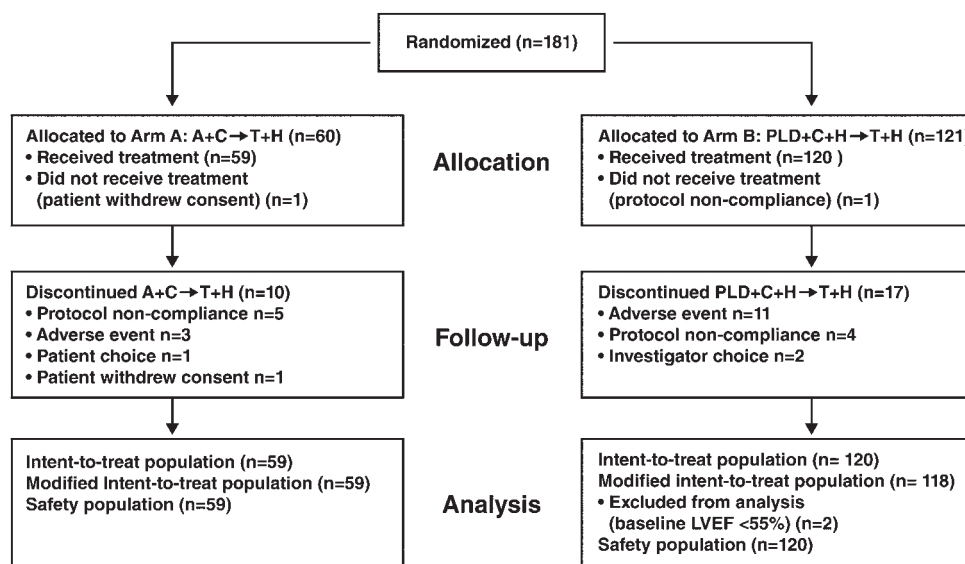 Randomized (n=181)
Allocated to Arm A: A+C→T+H (n=60)
• Received treatment (n=59)
• Did not receive treatment
(patient withdrew consent) (n=1)
Allocation
Allocated to Arm B: PLD+C+H→T+H (n=121)
• Received treatment (n=120 )
• Did not receive treatment
(protocol non-compliance) (n=1)
Discontinued A+C→T+H (n=10)
• Protocol non-compliance n=5
• Adverse event n=3
• Patient choice n=1
• Patient withdrew consent n=1
Follow-up
Discontinued PLD+C+H→T+H (n=17)
• Adverse event n=11
• Protocol non-compliance n=4
• Investigator choice n=2
Intent-to-treat population (n=59)
Modified Intent-to-treat population (n=59)
Safety population (n=59)
Analysis
Intent-to-treat population (n= 120)
Modified intent-to-treat population (n= 118)
• Excluded from analysis
(baseline LVEF <55%) (n=2)
Safety population (n=120)